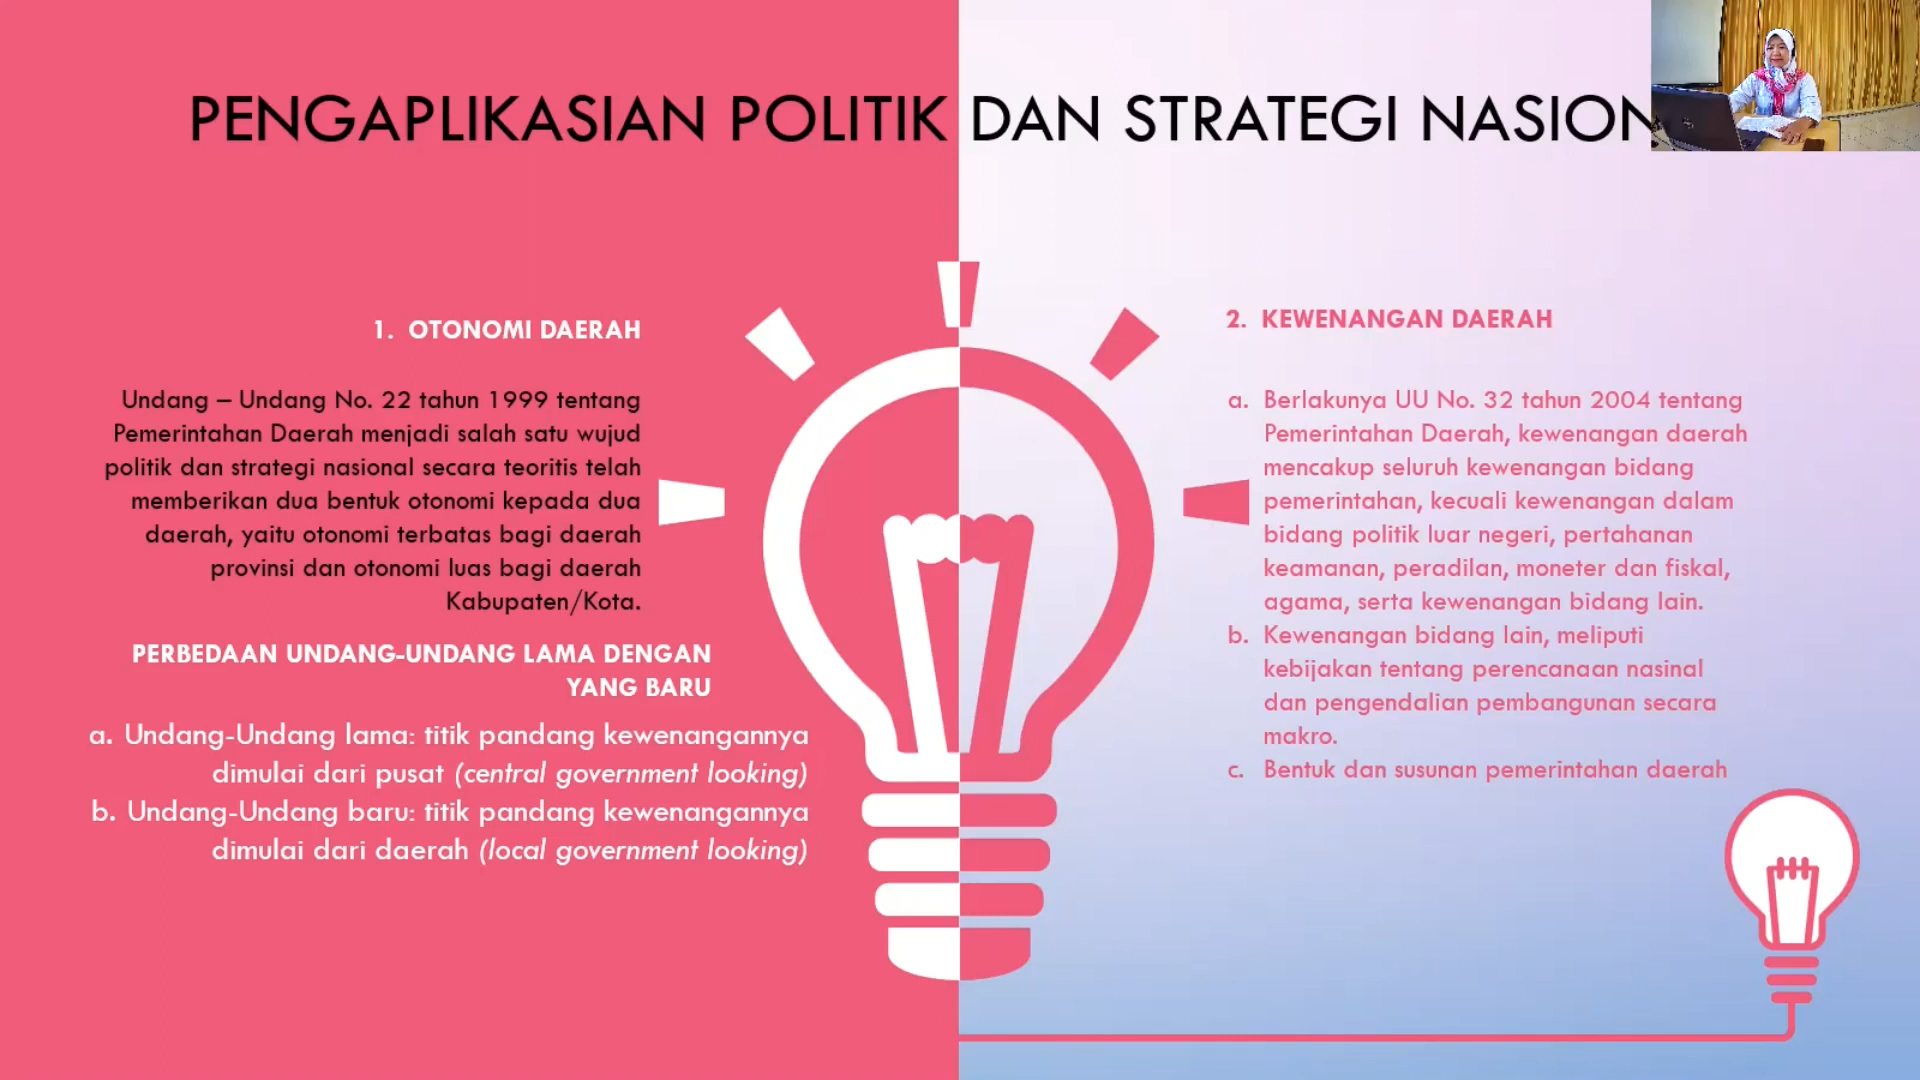 PENGAPLIKASIAN POLITIK DAN STRATEGI NASION
1. OTONOMI DAERAH
Undang – Undang No. 22 tahun 1999 tentang
Pemerintahan Daerah menjadi salah satu wujud
politik dan strategi nasional secara teoritis telah
memberikan dua bentuk otonomi kepada dua
daerah, yaitu otonomi terbatas bagi daerah
provinsi dan otonomi luas bagi daerah
Kabupaten/Kota.
PERBEDAAN UNDANG-UNDANG LAMA DENGAN
YANG BARU
a. Undang-Undang lama: titik pandang kewenangannya
dimulai dari pusat (central government looking)
b. Undang-Undang baru: titik pandang kewenangannya
dimulai dari daerah (local government looking)
2. KEWENANGAN DAERAH
a. Berlakunya UU No. 32 tahun 2004 tentang
Pemerintahan Daerah, kewenangan daerah
mencakup seluruh kewenangan bidang
pemerintahan, kecuali kewenangan dalam
bidang politik luar negeri, pertahanan
keamanan, peradilan, moneter dan fiskal,
agama, serta kewenangan bidang lain.
b. Kewenangan bidang lain, meliputi
kebijakan tentang perencanaan nasinal
dan pengendalian pembangunan secara
makro.
c. Bentuk dan susunan pemerintahan daerah